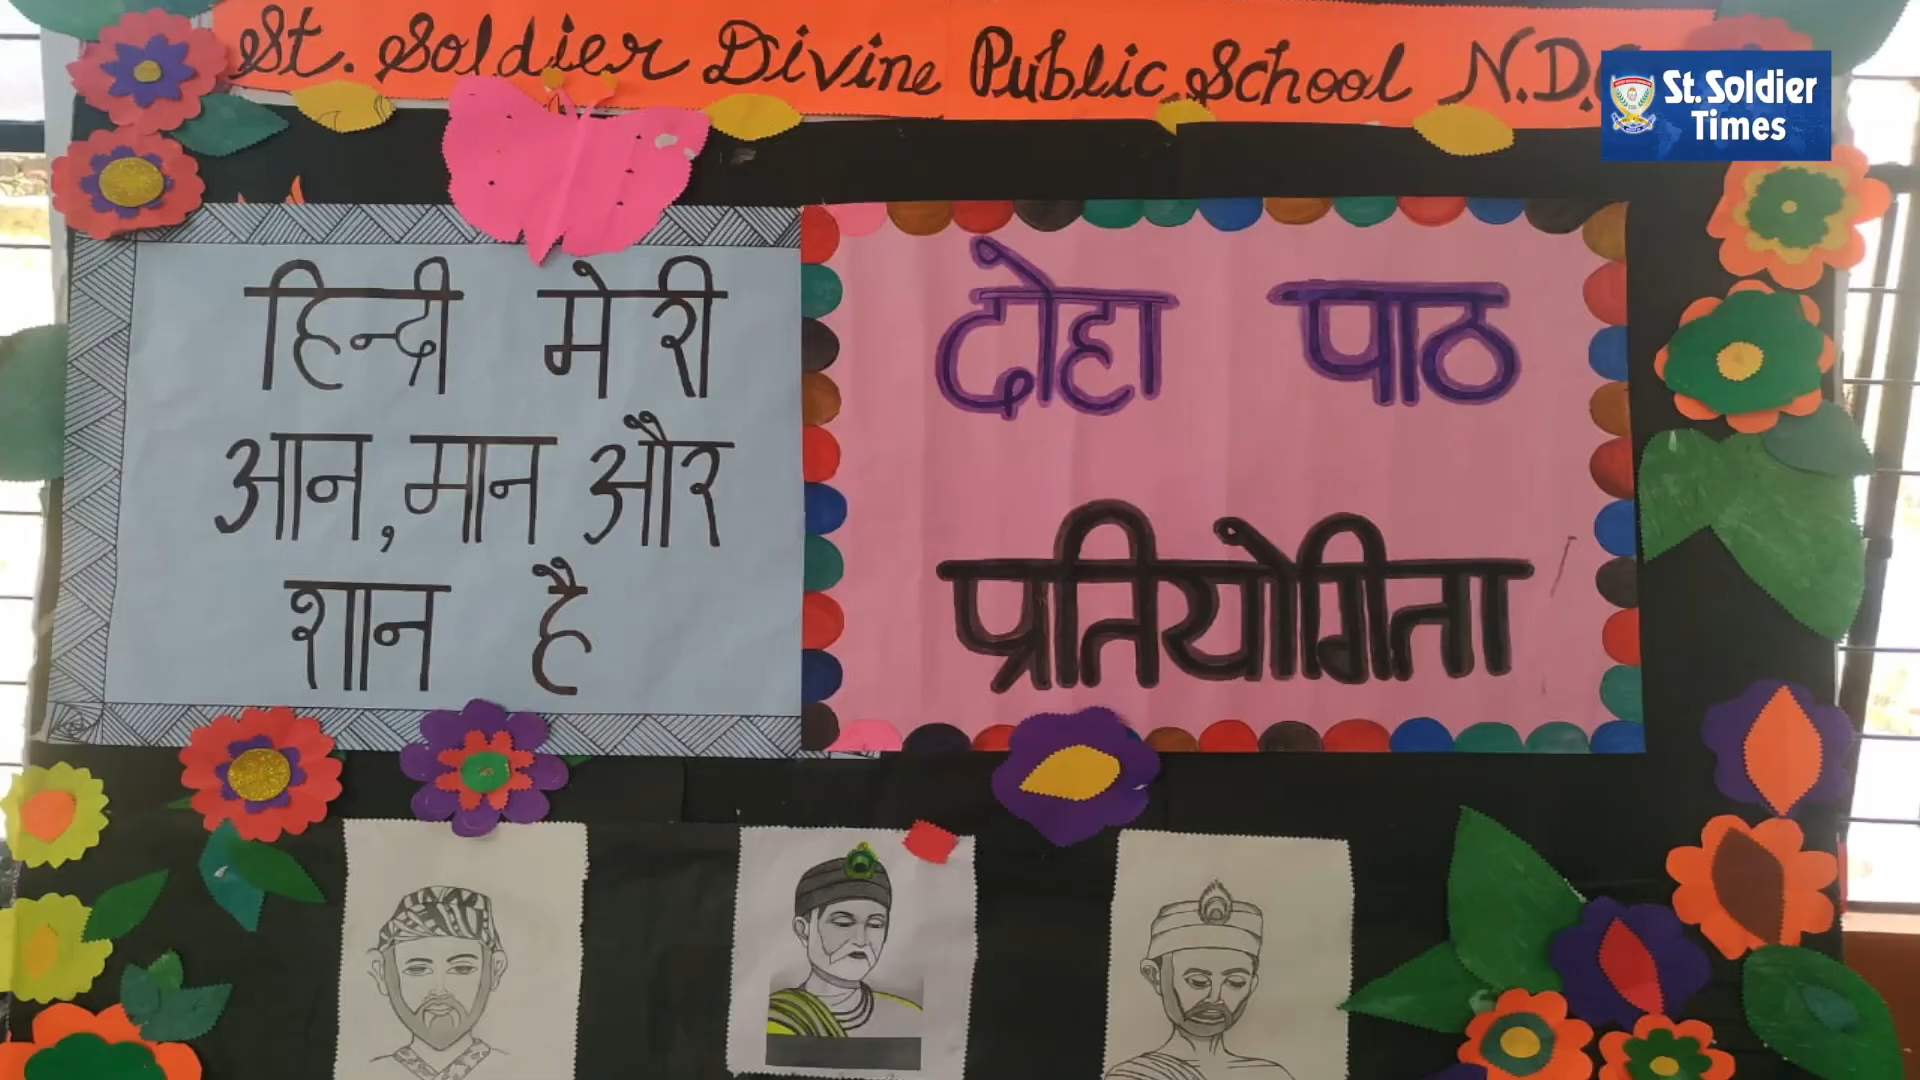 St. Soldier Divine Public School N.D.
St. Soldier
Times
हिन्दी मेरी
आन, मान और
शान है
दोहा पाठ
प्रतियोगिता